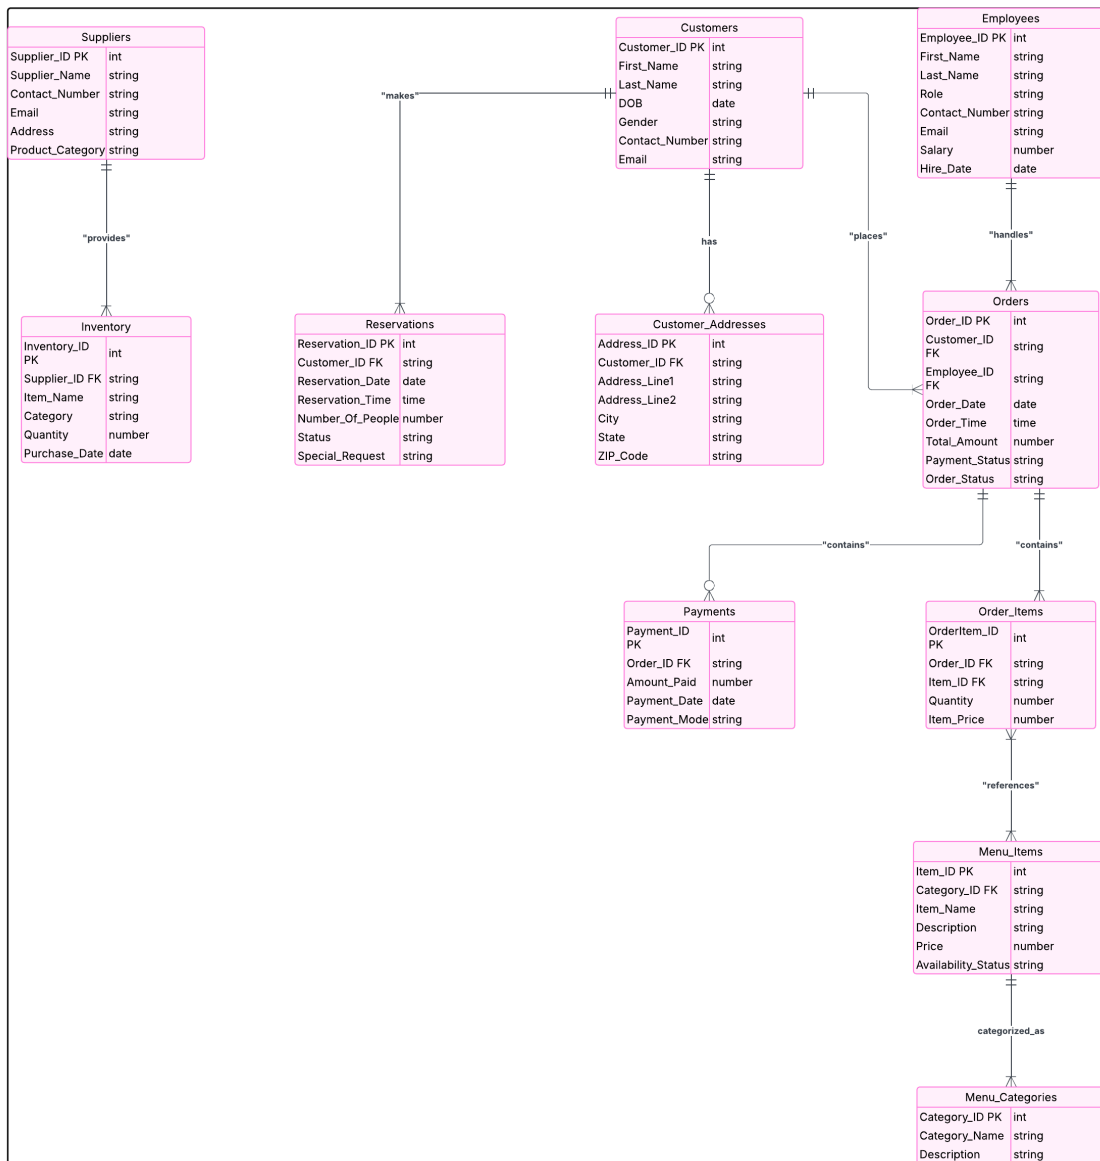 Suppliers
Supplier_ID PK int
Supplier_Name string
Contact_Number string
Email string
Address string
Product_Category string
Customers
Customer_ID PK int
First_Name string
Last_Name string
DOB date
Gender string
Contact_Number string
Email string
Employees
Employee_ID PK int
First_Name string
Last_Name string
Role string
Contact_Number string
Email string
Salary number
Hire_Date date
"makes"
"provides"
has
"places"
"handles"
Inventory
Inventory_ID
PK
int
Supplier_ID FK string
Item_Name string
Category string
Quantity number
Purchase_Date date
Reservations
Reservation_ID PK int
Customer_ID FK string
Reservation_Date date
Reservation_Time time
Number_Of_People number
Status string
Special_Request string
Customer_Addresses
Address_ID PK int
Customer_ID FK string
Address_Line1 string
Address_Line2 string
City string
State string
ZIP_Code string
Orders
Order_ID PK int
Customer_ID
FK
string
Employee_ID
FK
string
Order_Date date
Order_Time time
Total_Amount number
Payment_Status string
Order_Status string
"contains"
"contains"
Payments
Payment_ID
PK
int
Order_ID FK string
Amount_Paid number
Payment_Date date
Payment_Mode string
Order_Items
OrderItem_ID
PK
int
Order_ID FK string
Item_ID FK string
Quantity number
Item_Price number
"references"
Menu_Items
Item_ID PK int
Category_ID FK string
Item_Name string
Description string
Price number
Availability_Status string
categorized_as
Menu_Categories
Category_ID PK int
Category_Name string
Description string